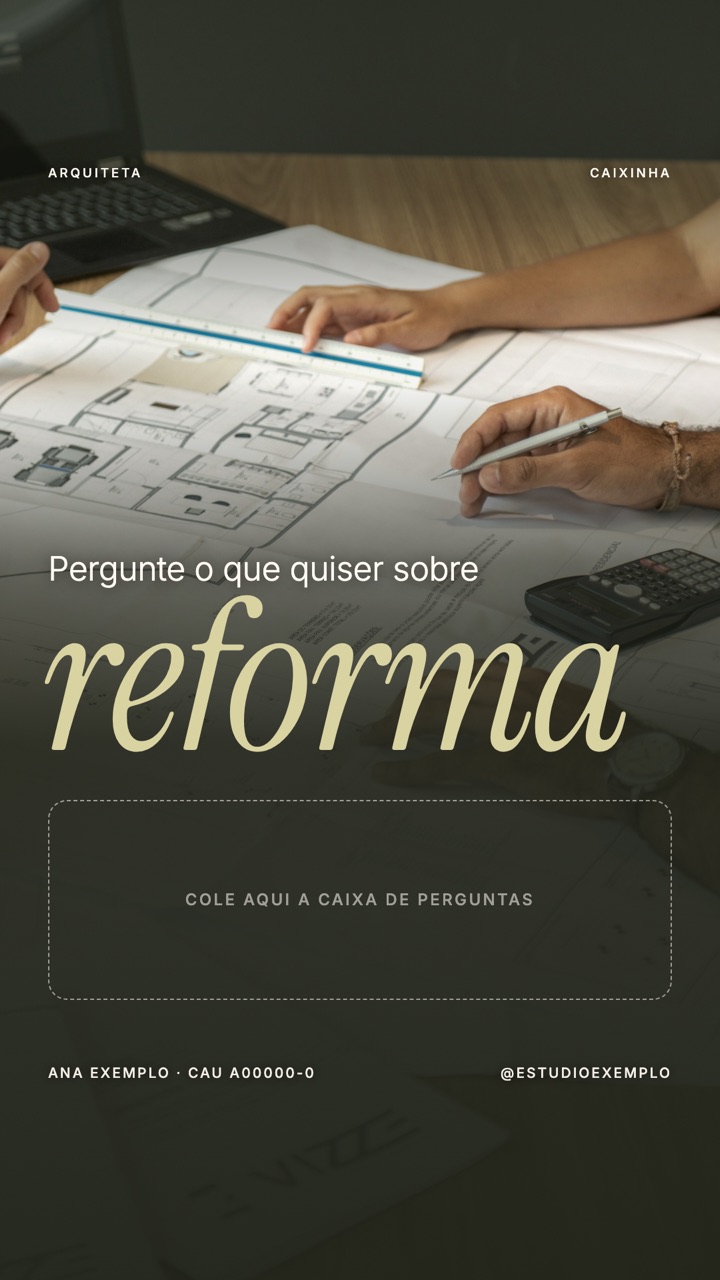 ARQUITETA
CAIXINHA
Pergunte o que quiser sobre
reforma
COLE AQUI A CAIXA DE PERGUNTAS
ANA EXEMPLO · CAU A00000-0
@ESTUDIOEXEMPLO